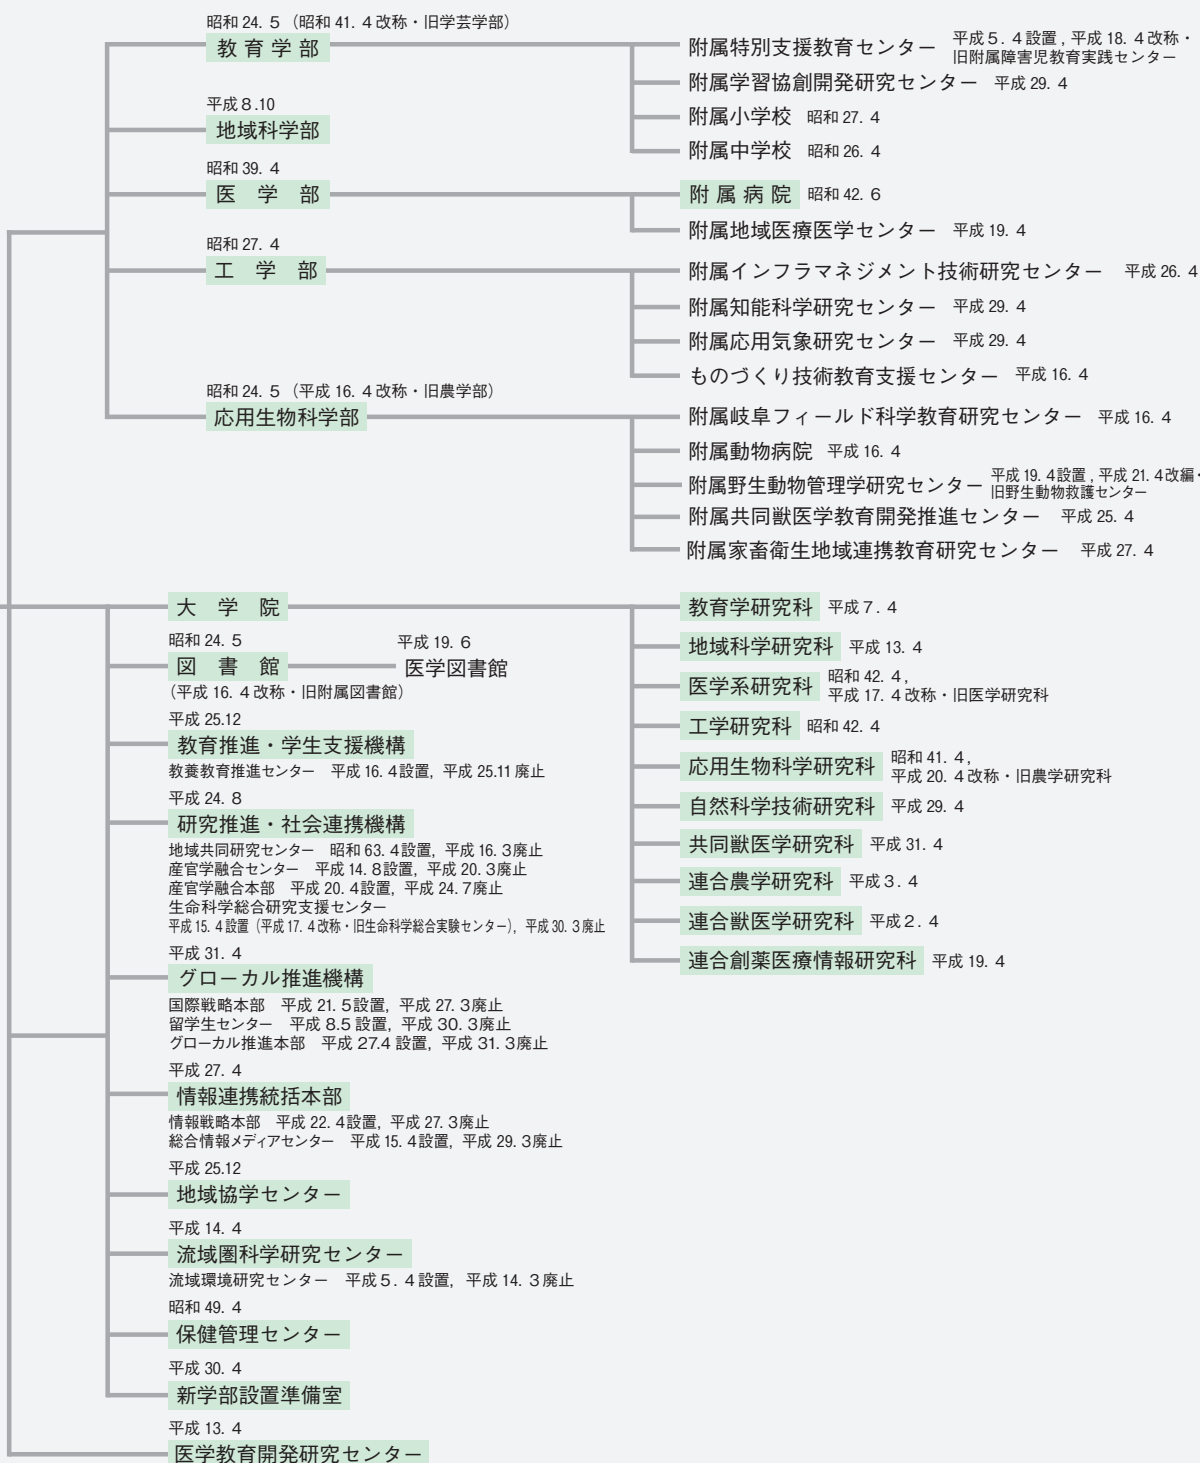 昭和 24. 5（昭和 41. 4 改称・旧学芸学部）
教育学部
附属特別支援教育センター 平成 5. 4 設置 , 平成 18. 4 改称・
旧附属障害児教育実践センター
附属学習協創開発研究センター 平成 29. 4
附属小学校 昭和 27. 4
附属中学校 昭和 26. 4
平成 8.10
地域科学部
昭和 39. 4
医 学 部
附属病院 昭和 42. 6
附属地域医療医学センター 平成 19. 4
昭和 27. 4
工 学 部
附属インフラマネジメント技術研究センター 平成 26. 4
附属知能科学研究センター 平成 29. 4
附属応用気象研究センター 平成 29. 4
ものづくり技術教育支援センター 平成 16. 4
昭和 24. 5（平成 16. 4 改称・旧農学部）
応用生物科学部
附属岐阜フィールド科学教育研究センター 平成 16. 4
附属動物病院 平成 16. 4
附属野生動物管理学研究センター 平成 19. 4設置 , 平成 21. 4改編・
旧野生動物救護センター
附属共同獣医学教育開発推進センター 平成 25. 4
附属家畜衛生地域連携教育研究センター 平成 27. 4
大 学 院
昭和 24. 5
図 書 館
（平成 16. 4 改称・旧附属図書館）
平成 19. 6
医学図書館
平成 25.12
教育推進・学生支援機構
教養教育推進センター 平成 16. 4設置，平成 25.11 廃止
平成 24. 8
研究推進・社会連携機構
地域共同研究センター 昭和 63. 4設置，平成 16. 3廃止
産官学融合センター 平成 14. 8設置，平成 20. 3廃止
産官学融合本部 平成 20. 4設置，平成 24. 7廃止
生命科学総合研究支援センター
平成 15. 4 設置（平成 17. 4 改称・旧生命科学総合実験センター），平成 30. 3 廃止
平成 31. 4
グローカル推進機構
国際戦略本部 平成 21. 5設置，平成 27. 3廃止
留学生センター 平成 8.5 設置，平成 30. 3廃止
グローカル推進本部 平成 27.4 設置，平成 31. 3廃止
平成 27. 4
情報連携統括本部
情報戦略本部 平成 22. 4設置，平成 27. 3廃止
総合情報メディアセンター 平成 15. 4設置，平成 29. 3廃止
平成 25.12
地域協学センター
平成 14. 4
流域圏科学研究センター
流域環境研究センター 平成 5. 4 設置，平成 14. 3 廃止
昭和 49. 4
保健管理センター
平成 30. 4
新学部設置準備室
平成 13. 4
医学教育開発研究センター
教育学研究科 平成 7. 4
地域科学研究科 平成 13. 4
医学系研究科 昭和 42. 4，
平成 17. 4 改称・旧医学研究科
工学研究科 昭和 42. 4
応用生物科学研究科 昭和 41. 4，
平成 20. 4 改称・旧農学研究科
自然科学技術研究科 平成 29. 4
共同獣医学研究科 平成 31. 4
連合農学研究科 平成 3. 4
連合獣医学研究科 平成 2. 4
連合創薬医療情報研究科 平成 19. 4